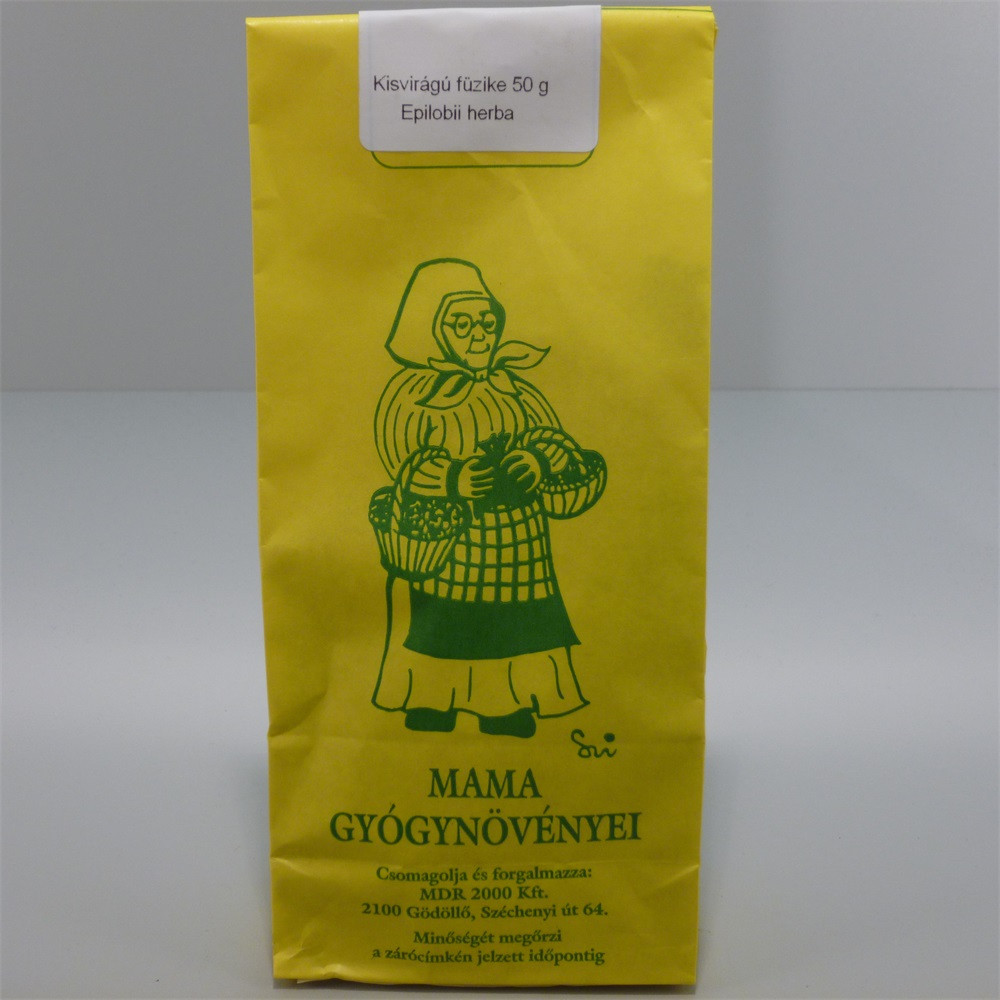 Kisvirágú füzike 50 g
Epilobii herba
MAMA
GYÓGYNÖVÉNYEI
Csomagolja és forgalmazza:
MDR 2000 Kft.
2100 Gödöllő, Széchenyi út 64.
Minőségét megőrzi
a zárócímkén jelzett időpontig